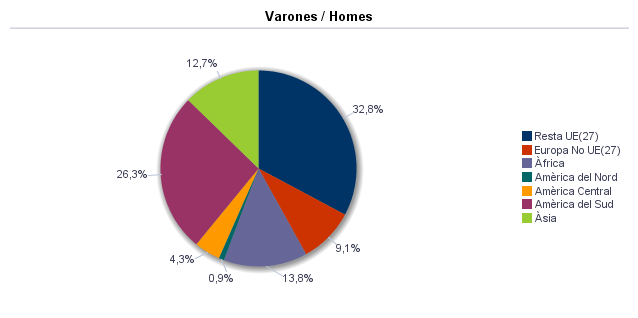 Varones / Homes
12,7%
32,8%
26,3%
9,1%
4,3%
0,9%
13,8%
Resta UE(27)
Europa No UE(27)
Àfrica
Amèrica del Nord
Amèrica Central
Amèrica del Sud
Àsia